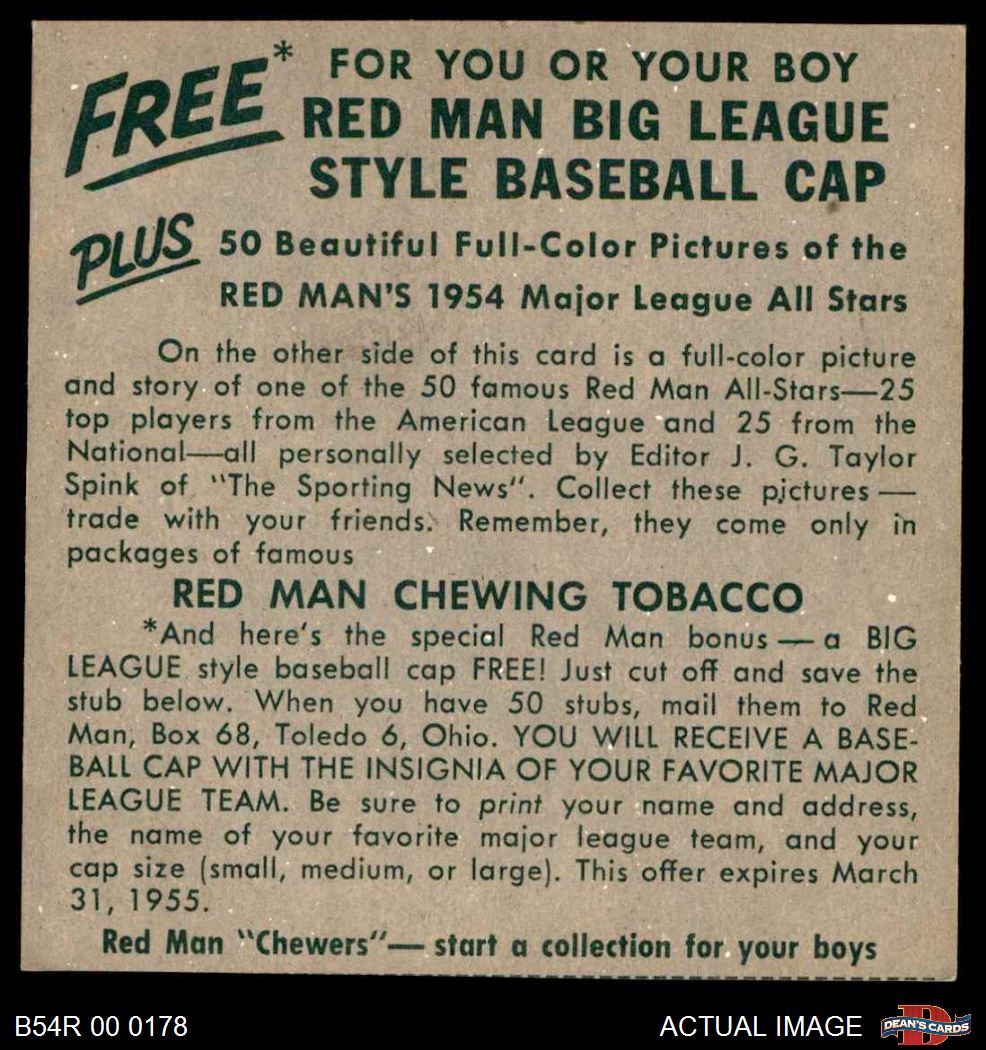 FREE* FOR YOU OR YOUR BOY
RED MAN BIG LEAGUE
STYLE BASEBALL CAP
PLUS 50 Beautiful Full-Color Pictures of the
RED MAN'S 1954 Major League All Stars
On the other side of this card is a full-color picture
and story of one of the 50 famous Red Man All-Stars—25
top players from the American League and 25 from the
National—all personally selected by Editor J. G. Taylor
Spink of "The Sporting News". Collect these pictures—
trade with your friends. Remember, they come only in
packages of famous
RED MAN CHEWING TOBACCO
*And here's the special Red Man bonus—a BIG
LEAGUE style baseball cap FREE! Just cut off and save the
stub below. When you have 50 stubs, mail them to Red
Man, Box 68, Toledo 6, Ohio. YOU WILL RECEIVE A BASE-
BALL CAP WITH THE INSIGNIA OF YOUR FAVORITE MAJOR
LEAGUE TEAM. Be sure to print your name and address,
the name of your favorite major league team, and your
cap size (small, medium, or large). This offer expires March
31, 1955.
Red Man "Chewers"—start a collection for your boys
B54R 00 0178 ACTUAL IMAGE DEAN'S CARDS